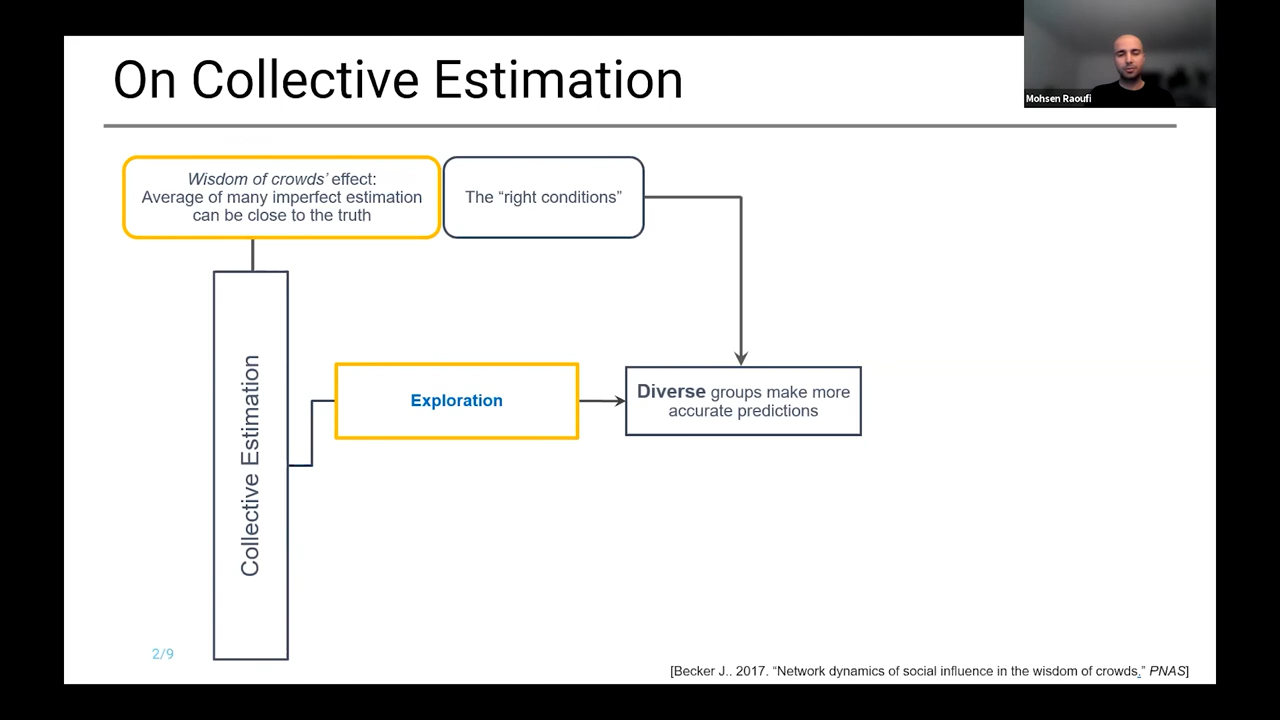 On Collective Estimation
Mohsen Raoufi
Wisdom of crowds’ effect:
Average of many imperfect estimation
can be close to the truth
The “right conditions”
Collective Estimation
Exploration
Diverse groups make more
accurate predictions
2/9
[Becker J.. 2017. “Network dynamics of social influence in the wisdom of crowds.” PNAS]